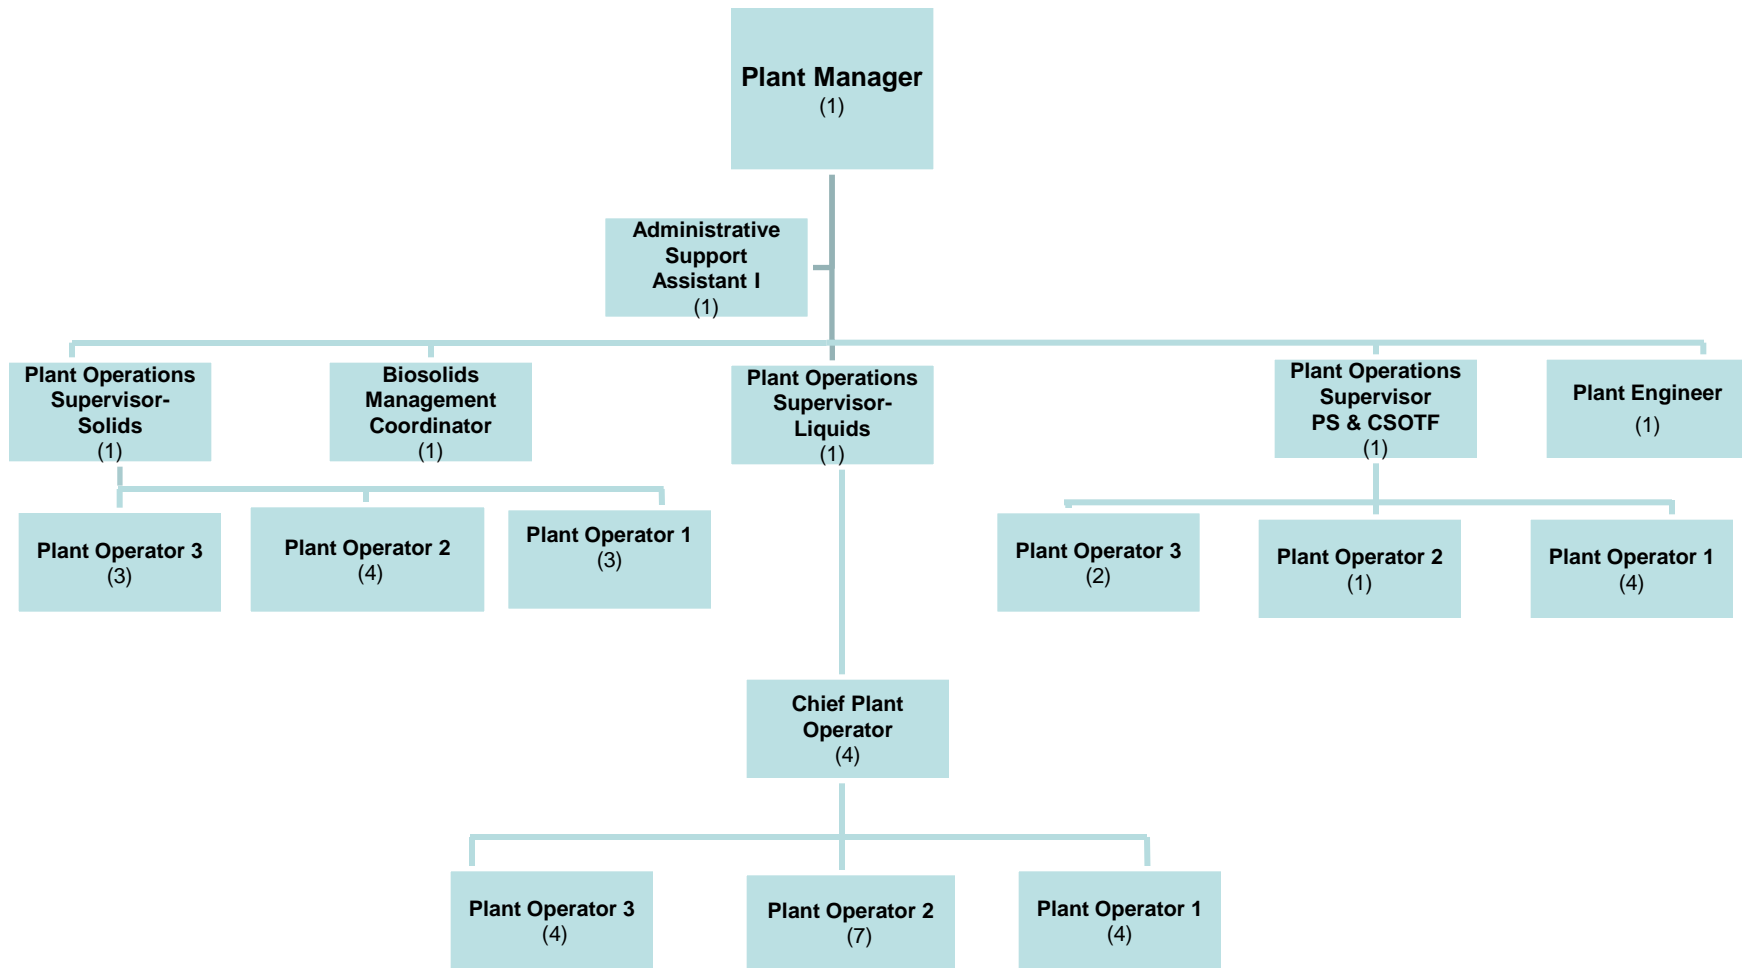 Plant Manager
(1)
Administrative
Support
Assistant I
(1)
Plant Operations
Supervisor-
Solids
(1)
Biosolids
Management
Coordinator
(1)
Plant Operations
Supervisor-
Liquids
(1)
Plant Operations
Supervisor
PS & CSOTF
(1)
Plant Engineer
(1)
Plant Operator 3
(3)
Plant Operator 2
(4)
Plant Operator 1
(3)
Plant Operator 3
(2)
Plant Operator 2
(1)
Plant Operator 1
(4)
Chief Plant
Operator
(4)
Plant Operator 3
(4)
Plant Operator 2
(7)
Plant Operator 1
(4)